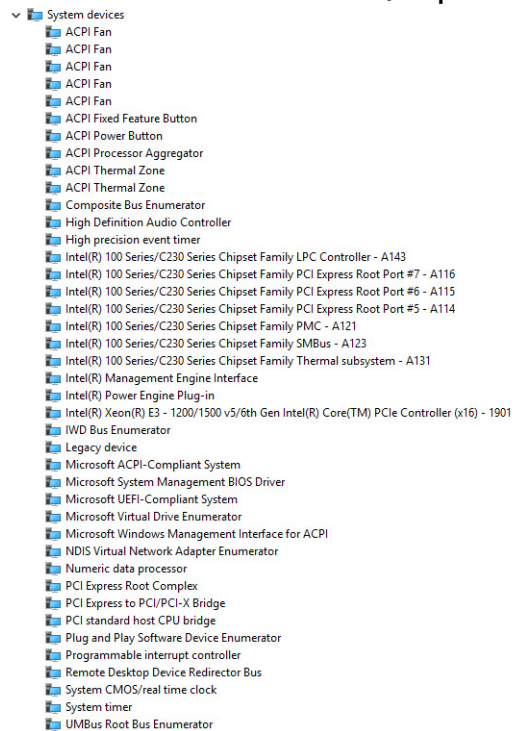 System devices
ACPI Fan
ACPI Fan
ACPI Fan
ACPI Fan
ACPI Fan
ACPI Fixed Feature Button
ACPI Power Button
ACPI Processor Aggregator
ACPI Thermal Zone
ACPI Thermal Zone
Composite Bus Enumerator
High Definition Audio Controller
High precision event timer
Intel(R) 100 Series/C230 Series Chipset Family LPC Controller - A143
Intel(R) 100 Series/C230 Series Chipset Family PCI Express Root Port #7 - A116
Intel(R) 100 Series/C230 Series Chipset Family PCI Express Root Port #6 - A115
Intel(R) 100 Series/C230 Series Chipset Family PCI Express Root Port #5 - A114
Intel(R) 100 Series/C230 Series Chipset Family PMC - A121
Intel(R) 100 Series/C230 Series Chipset Family SMBus - A123
Intel(R) 100 Series/C230 Series Chipset Family Thermal subsystem - A131
Intel(R) Management Engine Interface
Intel(R) Power Engine Plug-in
Intel(R) Xeon(R) E3 - 1200/1500 v5/6th Gen Intel(R) Core(TM) PCIe Controller (x16) - 1901
IWD Bus Enumerator
Legacy device
Microsoft ACPI-Compliant System
Microsoft System Management BIOS Driver
Microsoft UEFI-Compliant System
Microsoft Virtual Drive Enumerator
Microsoft Windows Management Interface for ACPI
NDIS Virtual Network Adapter Enumerator
Numeric data processor
PCI Express Root Complex
PCI Express to PCI/PCI-X Bridge
PCI standard host CPU bridge
Plug and Play Software Device Enumerator
Programmable interrupt controller
Remote Desktop Device Redirector Bus
System CMOS/real time clock
System timer
UMBus Root Bus Enumerator